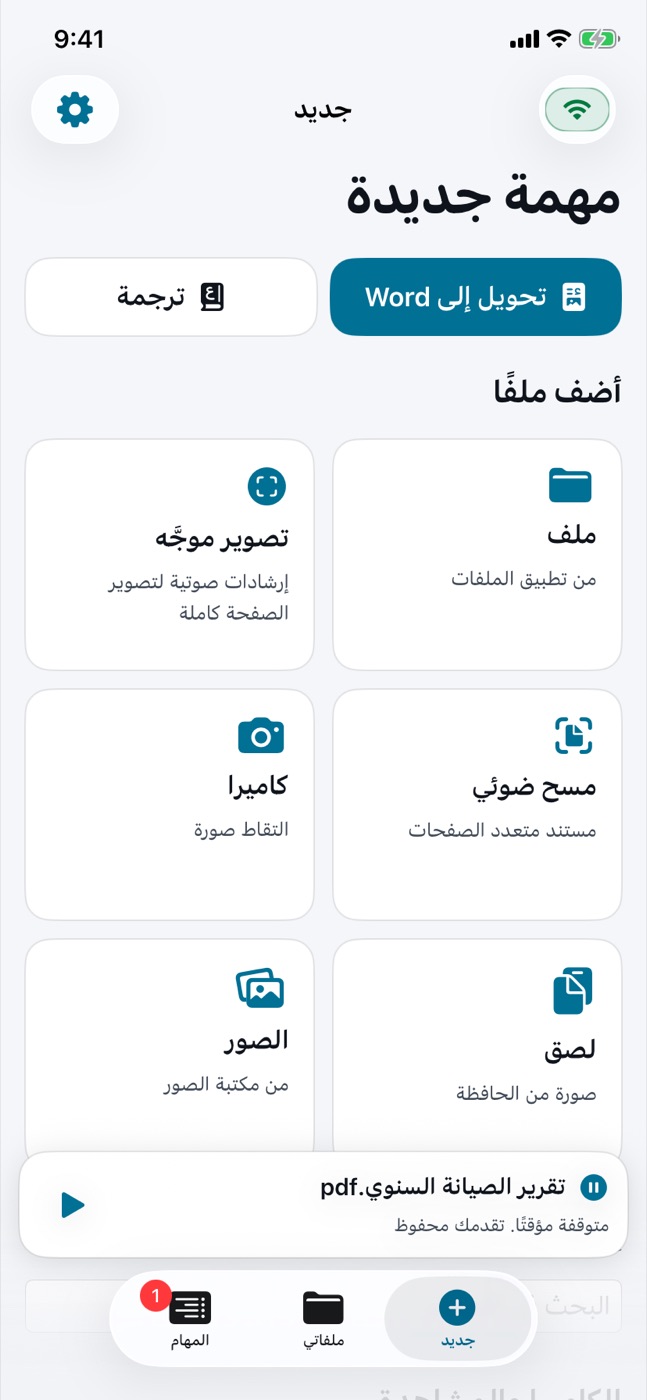 9:41
جديد
مهمة جديدة
تحويل إلى Word
ترجمة
أضف ملفًا
ملف
من تطبيق الملفات
تصوير موجَّه
إرشادات صوتية لتصوير
الصفحة كاملة
مسح ضوئي
مستند متعدد الصفحات
كاميرا
التقاط صورة
لصق
صورة من الحافظة
الصور
من مكتبة الصور
تقرير الصيانة السنوي.pdf
متوقفة مؤقتًا. تقدمك محفوظ
البحث
جديد
ملفاتي
1
المهام